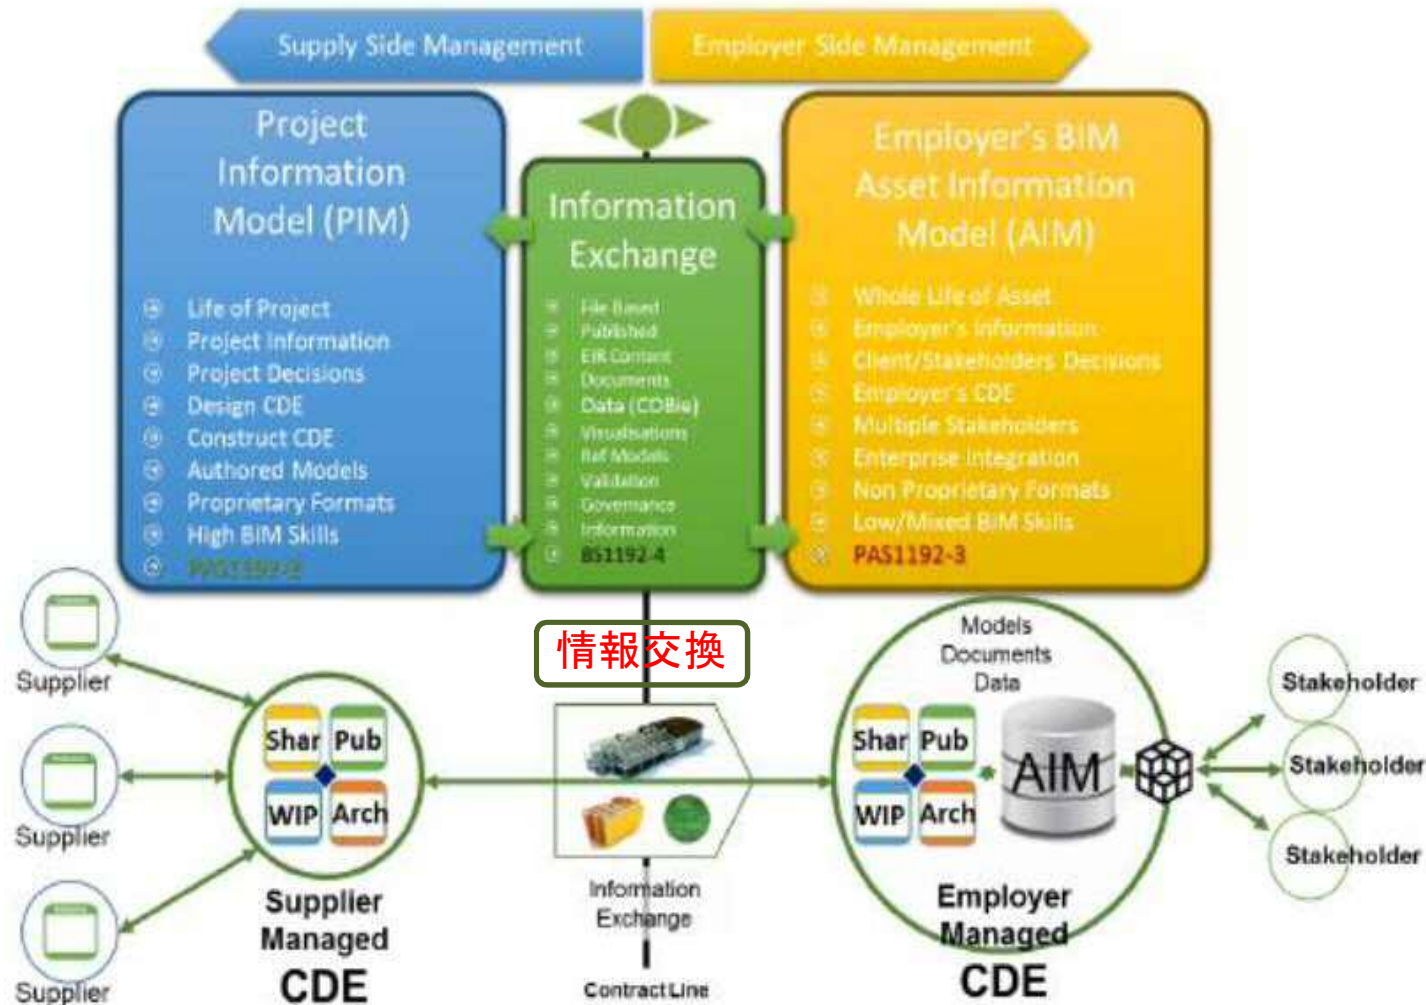 Supply Side Management
Employer Side Management
Project
Information
Model (PIM)
Life of Project
Project Information
Project Decisions
Design CDE
Construct CDE
Authored Models
Proprietary Formats
High BIM Skills
PAS1192-2
Information
Exchange
File Based
Published
EIR Content
Documents
Data (COBie)
Visualisations
Ref Models
Validation
Governance
Information
BS1192-4
Employer's BIM
Asset Information
Model (AIM)
Whole Life of Asset
Employer's Information
Client/Stakeholders Decisions
Employer's CDE
Multiple Stakeholders
Enterprise Integration
Non Proprietary Formats
Low/Mixed BIM Skills
PAS1192-3
情報交換
Supplier
Supplier
Supplier
Shar Pub
WIP Arch
Supplier
Managed
CDE
Information
Exchange
Contract Line
Models
Documents
Data
Shar Pub
WIP Arch
AIM
Employer
Managed
CDE
Stakeholder
Stakeholder
Stakeholder